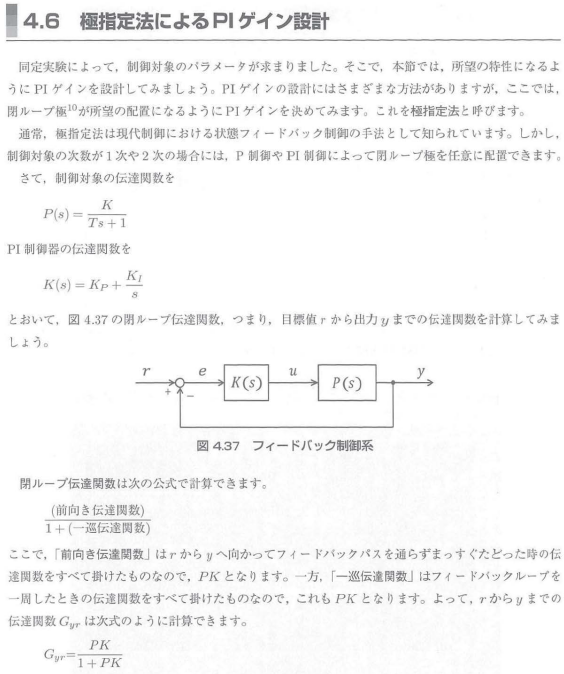 4.6 極指定法によるPIゲイン設計
同定実験によって，制御対象のパラメータが求まりました。そこで，本節では，所望の特性になるよ
うにPIゲインを設計してみましょう。PIゲインの設計にはさまざまな方法がありますが，ここでは，
閉ループ極10が所望の配置になるようにPIゲインを決めてみます。これを極指定法と呼びます。
通常，極指定法は現代制御における状態フィードバック制御の手法として知られています。しかし，
制御対象の次数が1次や2次の場合には，P制御やPI制御によって閉ループ極を任意に配置できます。
さて，制御対象の伝達関数を
P(s) = K / (Ts + 1)
PI制御器の伝達関数を
K(s) = K_P + K_I / s
とおいて，図4.37の閉ループ伝達関数，つまり，目標値rから出力yまでの伝達関数を計算してみま
しょう。
r + − e K(s) u P(s) y
図4.37 フィードバック制御系
閉ループ伝達関数は次の公式で計算できます。
(前向き伝達関数)
1 + (一巡伝達関数)
ここで，「前向き伝達関数」はrからyへ向かってフィードバックパスを通らずまっすぐたどった時の伝
達関数をすべて掛けたものなので，PKとなります。一方，「一巡伝達関数」はフィードバックループを
一周したときの伝達関数をすべて掛けたものなので，これもPKとなります。よって，rからyまでの
伝達関数G_yrは次式のように計算できます。
G_yr = PK / (1 + PK)